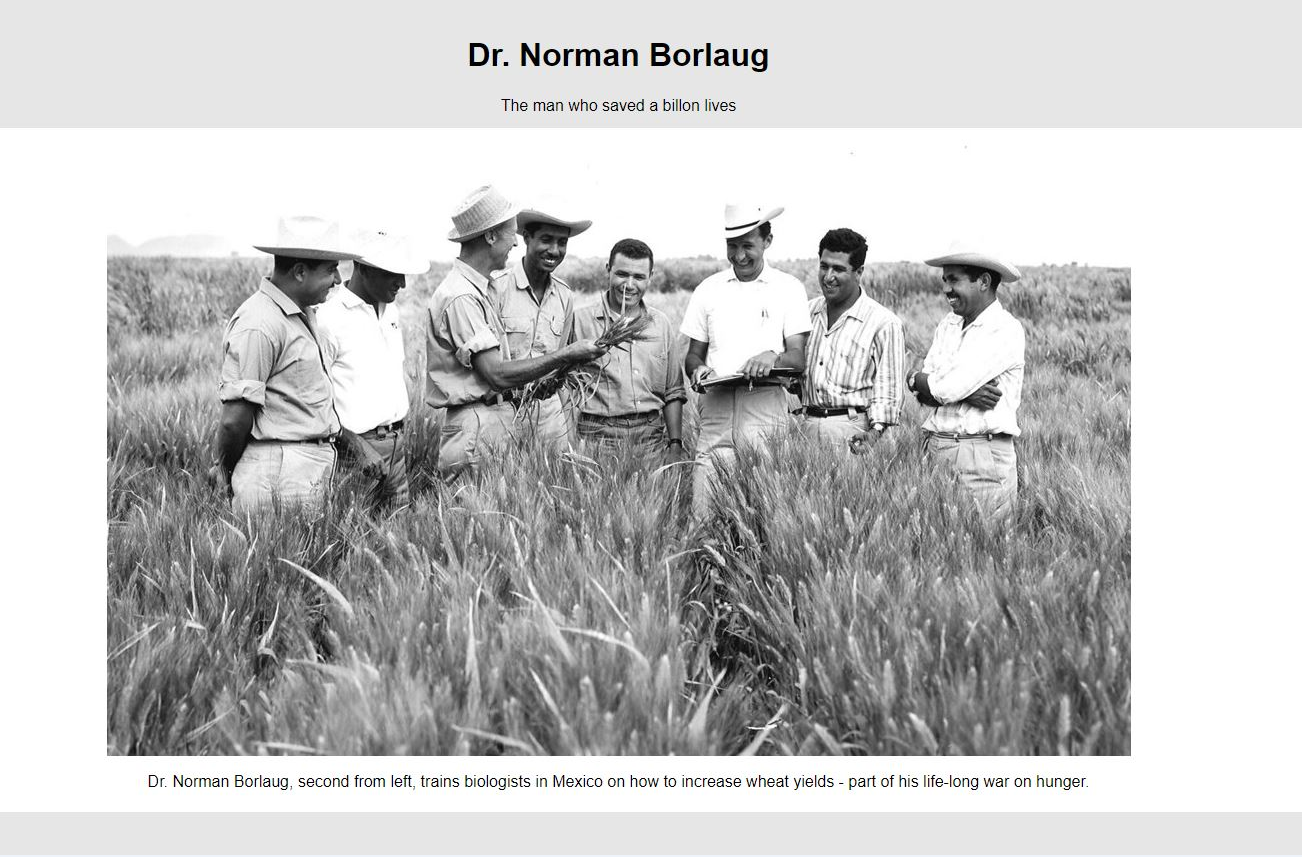 Dr. Norman Borlaug
The man who saved a billon lives
Dr. Norman Borlaug, second from left, trains biologists in Mexico on how to increase wheat yields - part of his life-long war on hunger.